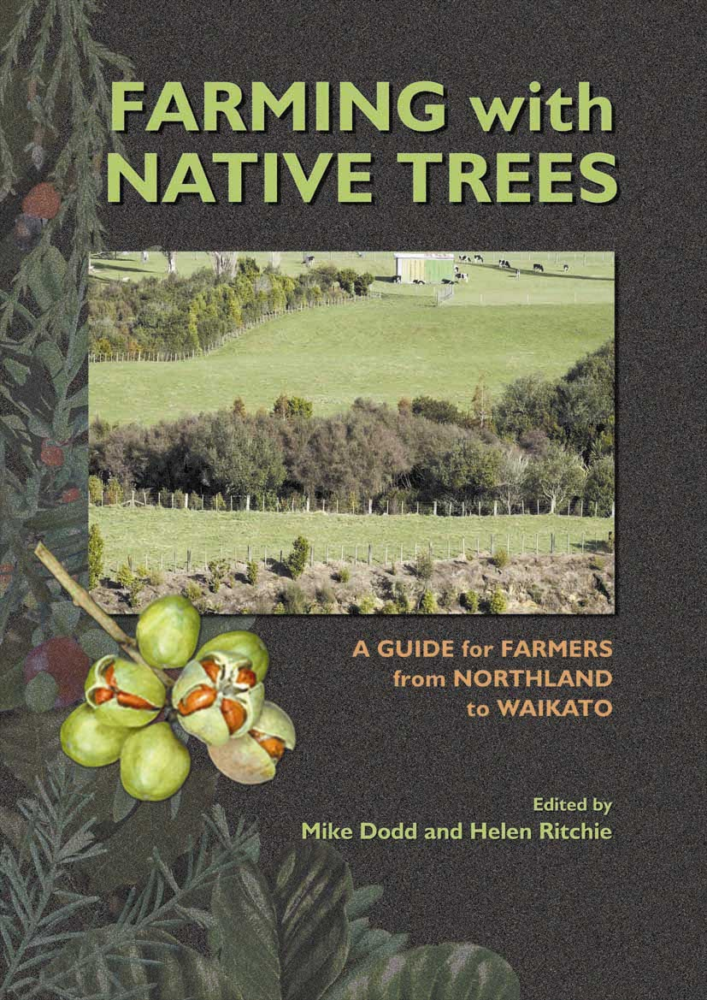 FARMING with
NATIVE TREES
A GUIDE for FARMERS
from NORTHLAND
to WAIKATO
Edited by
Mike Dodd and Helen Ritchie